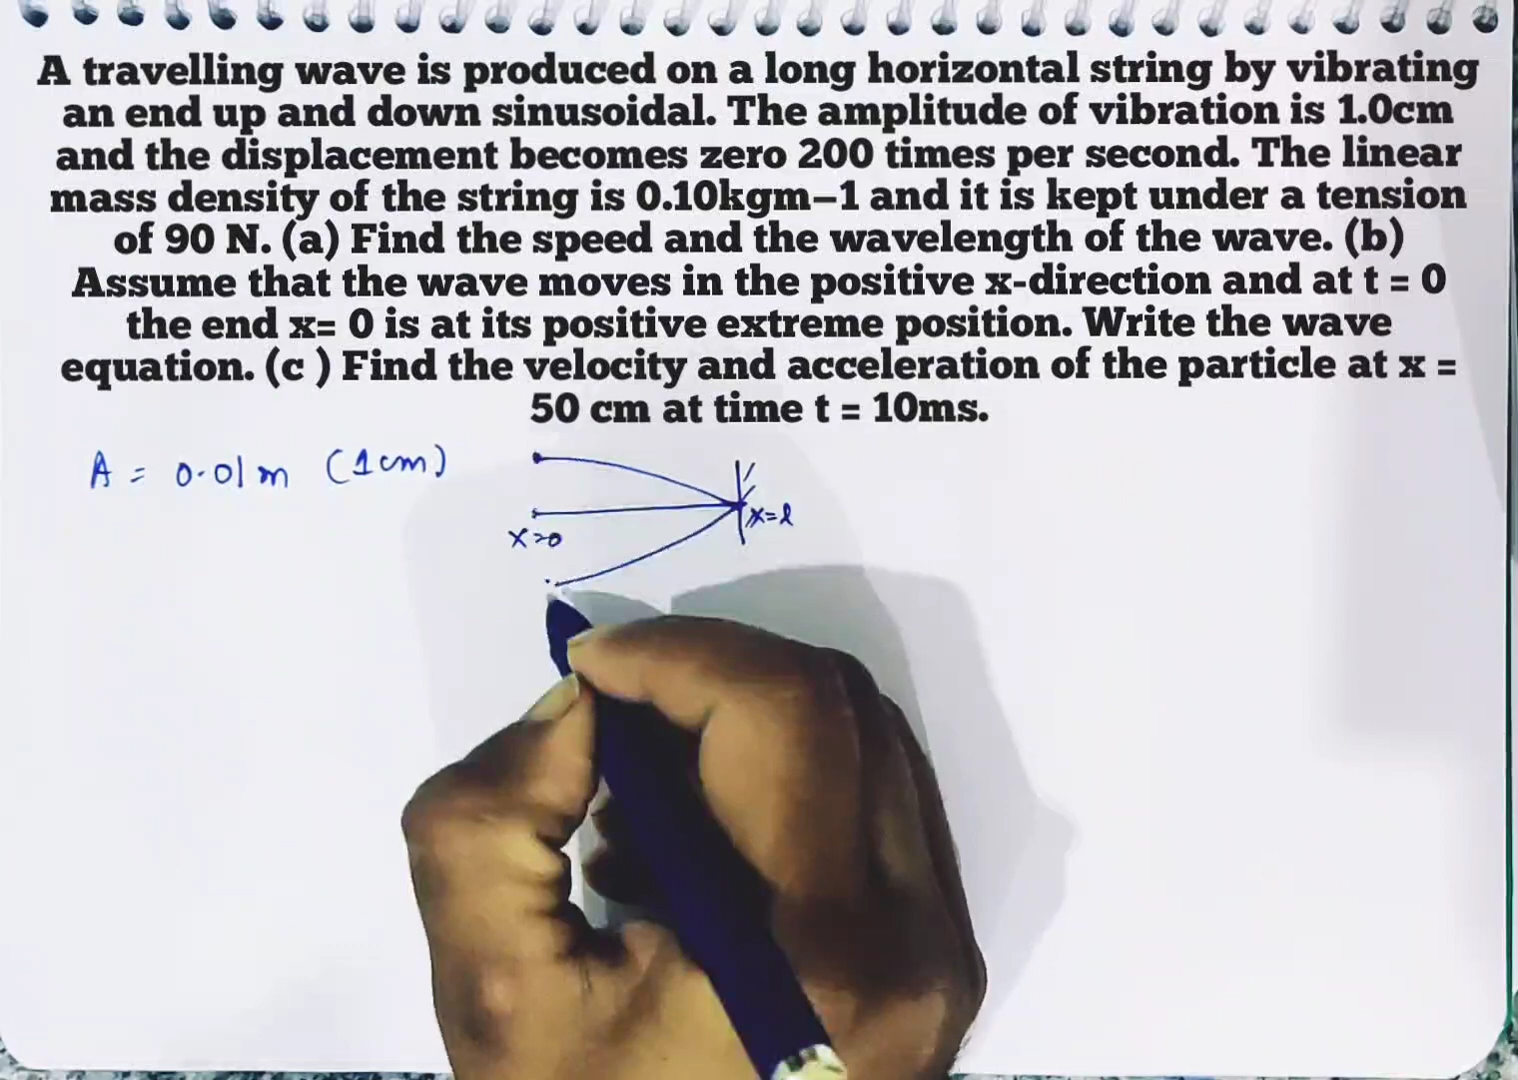 A travelling wave is produced on a long horizontal string by vibrating
an end up and down sinusoidal. The amplitude of vibration is 1.0cm
and the displacement becomes zero 200 times per second. The linear
mass density of the string is 0.10kgm−1 and it is kept under a tension
of 90 N. (a) Find the speed and the wavelength of the wave. (b)
Assume that the wave moves in the positive x-direction and at t = 0
the end x= 0 is at its positive extreme position. Write the wave
equation. (c ) Find the velocity and acceleration of the particle at x =
50 cm at time t = 10ms.
A = 0.01m (1cm)
x=l
x=0